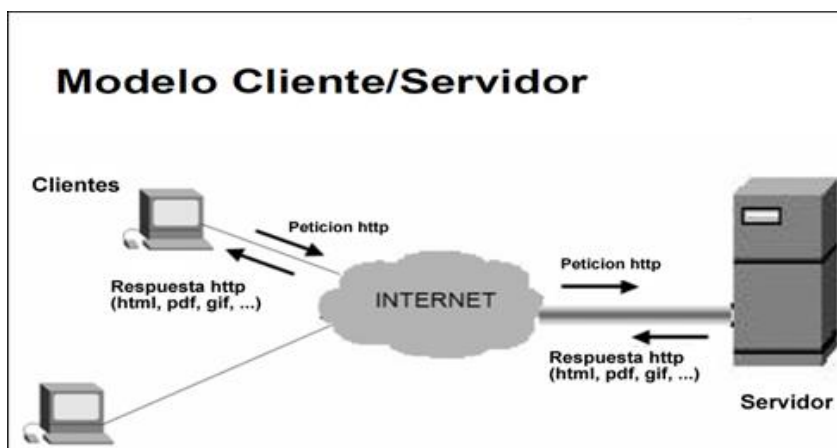 Modelo Cliente/Servidor
Clientes
Peticion http
Respuesta http
(html, pdf, gif, ...)
INTERNET
Peticion http
Respuesta http
(html, pdf, gif, ...)
Servidor